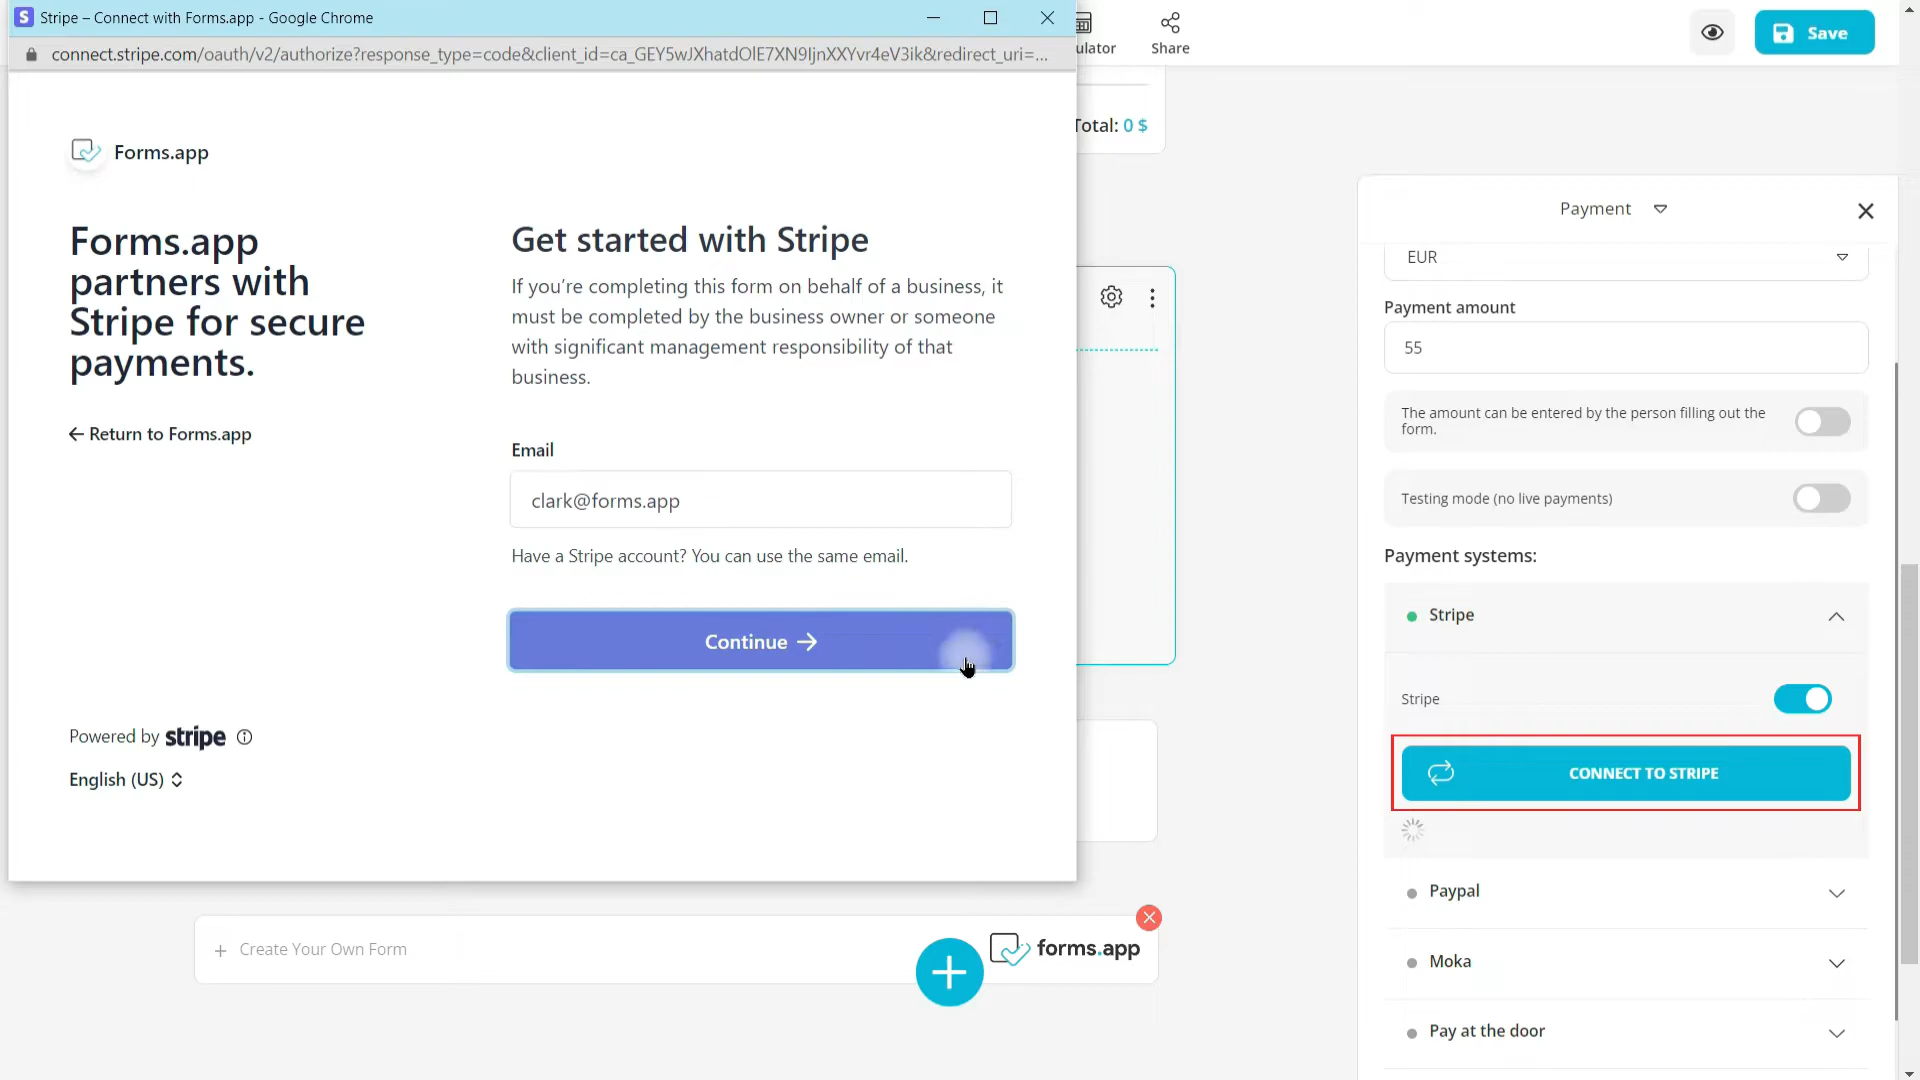 Stripe – Connect with Forms.app - Google Chrome
connect.stripe.com/oauth/v2/authorize?response_type=code&client_id=ca_GEY5wJXhatdOlE7XN9IjnXXYvr4eV3ik&redirect_uri=...
Forms.app
Forms.app
partners with
Stripe for secure
payments.
Return to Forms.app
Get started with Stripe
If you’re completing this form on behalf of a business, it
must be completed by the business owner or someone
with significant management responsibility of that
business.
Email
clark@forms.app
Have a Stripe account? You can use the same email.
Continue
Powered by stripe
English (US)
ulator
Share
Save
Total: 0 $
Payment
EUR
Payment amount
55
The amount can be entered by the person filling out the
form.
Testing mode (no live payments)
Payment systems:
Stripe
Stripe
CONNECT TO STRIPE
Paypal
Moka
Pay at the door
+ Create Your Own Form
forms.app